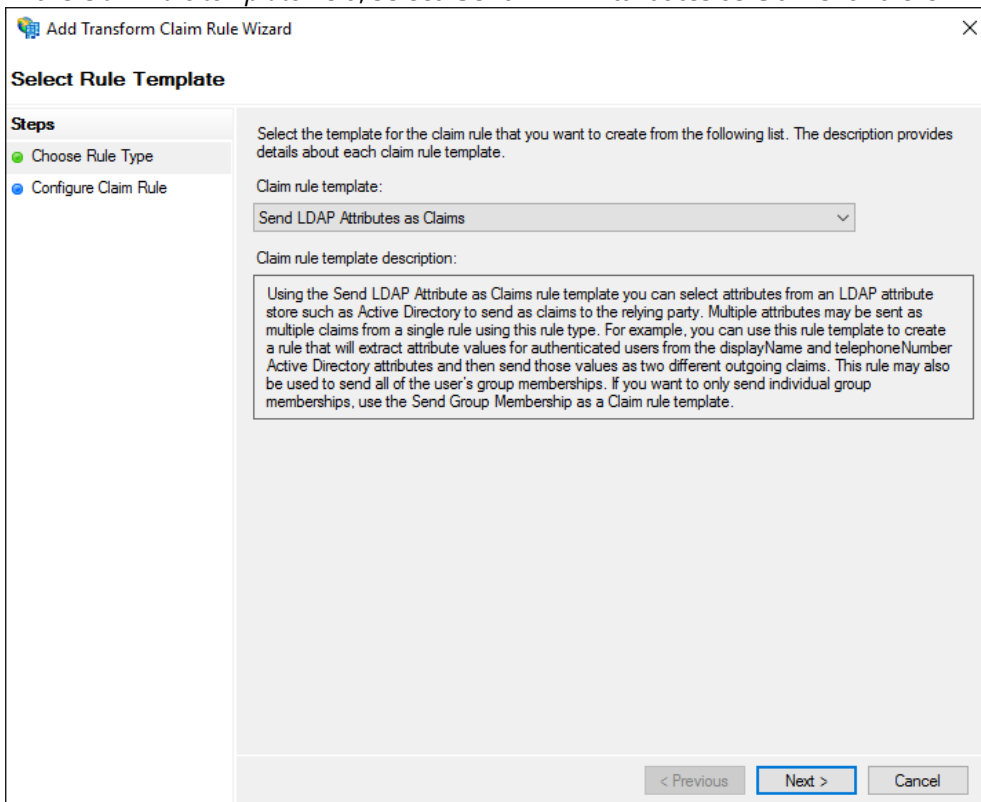 Add Transform Claim Rule Wizard
Select Rule Template
Steps
Choose Rule Type
Configure Claim Rule
Select the template for the claim rule that you want to create from the following list. The description provides
details about each claim rule template.
Claim rule template:
Send LDAP Attributes as Claims
Claim rule template description:
Using the Send LDAP Attribute as Claims rule template you can select attributes from an LDAP attribute
store such as Active Directory to send as claims to the relying party. Multiple attributes may be sent as
multiple claims from a single rule using this rule type. For example, you can use this rule template to create
a rule that will extract attribute values for authenticated users from the displayName and telephoneNumber
Active Directory attributes and then send those values as two different outgoing claims. This rule may also
be used to send all of the user's group memberships. If you want to only send individual group
memberships, use the Send Group Membership as a Claim rule template.
< Previous
Next >
Cancel